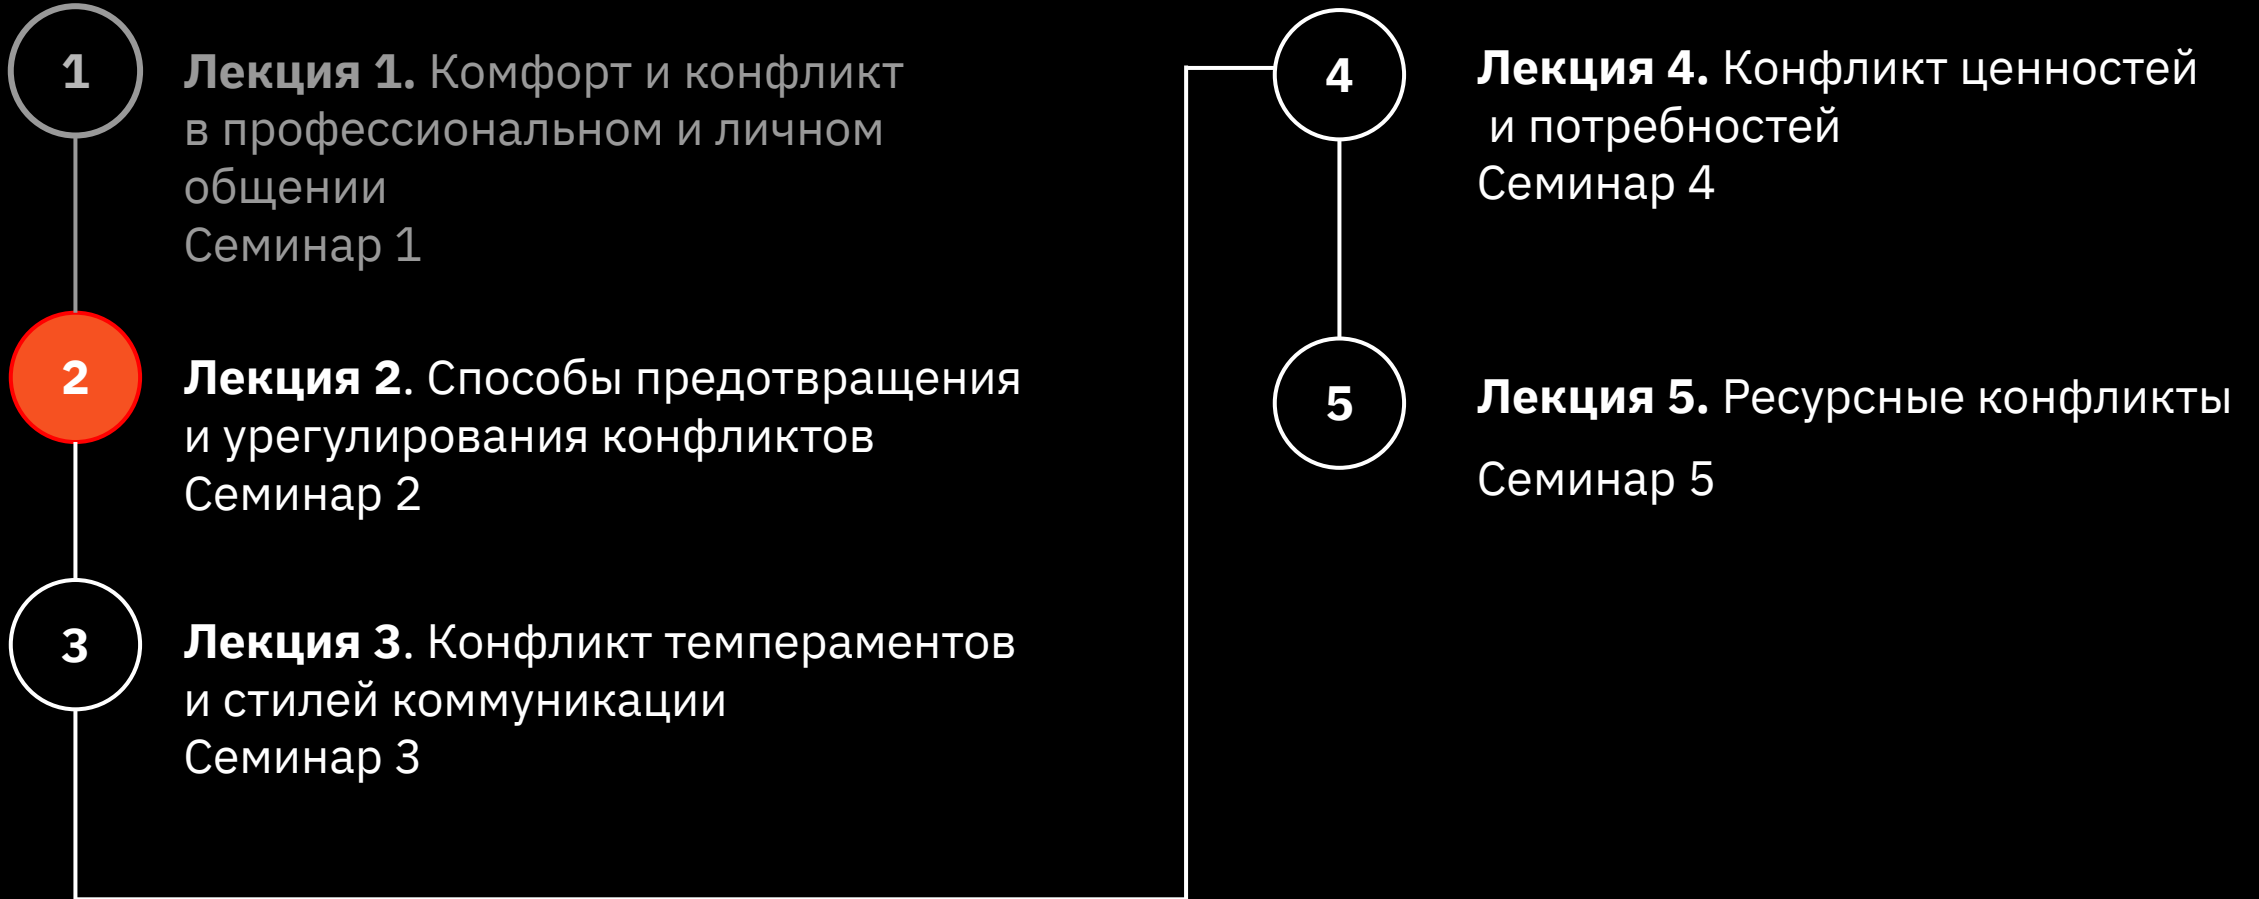 1
Лекция 1. Комфорт и конфликт
в профессиональном и личном
общении
Семинар 1
2
Лекция 2. Способы предотвращения
и урегулирования конфликтов
Семинар 2
3
Лекция 3. Конфликт темпераментов
и стилей коммуникации
Семинар 3
4
Лекция 4. Конфликт ценностей
и потребностей
Семинар 4
5
Лекция 5. Ресурсные конфликты
Семинар 5